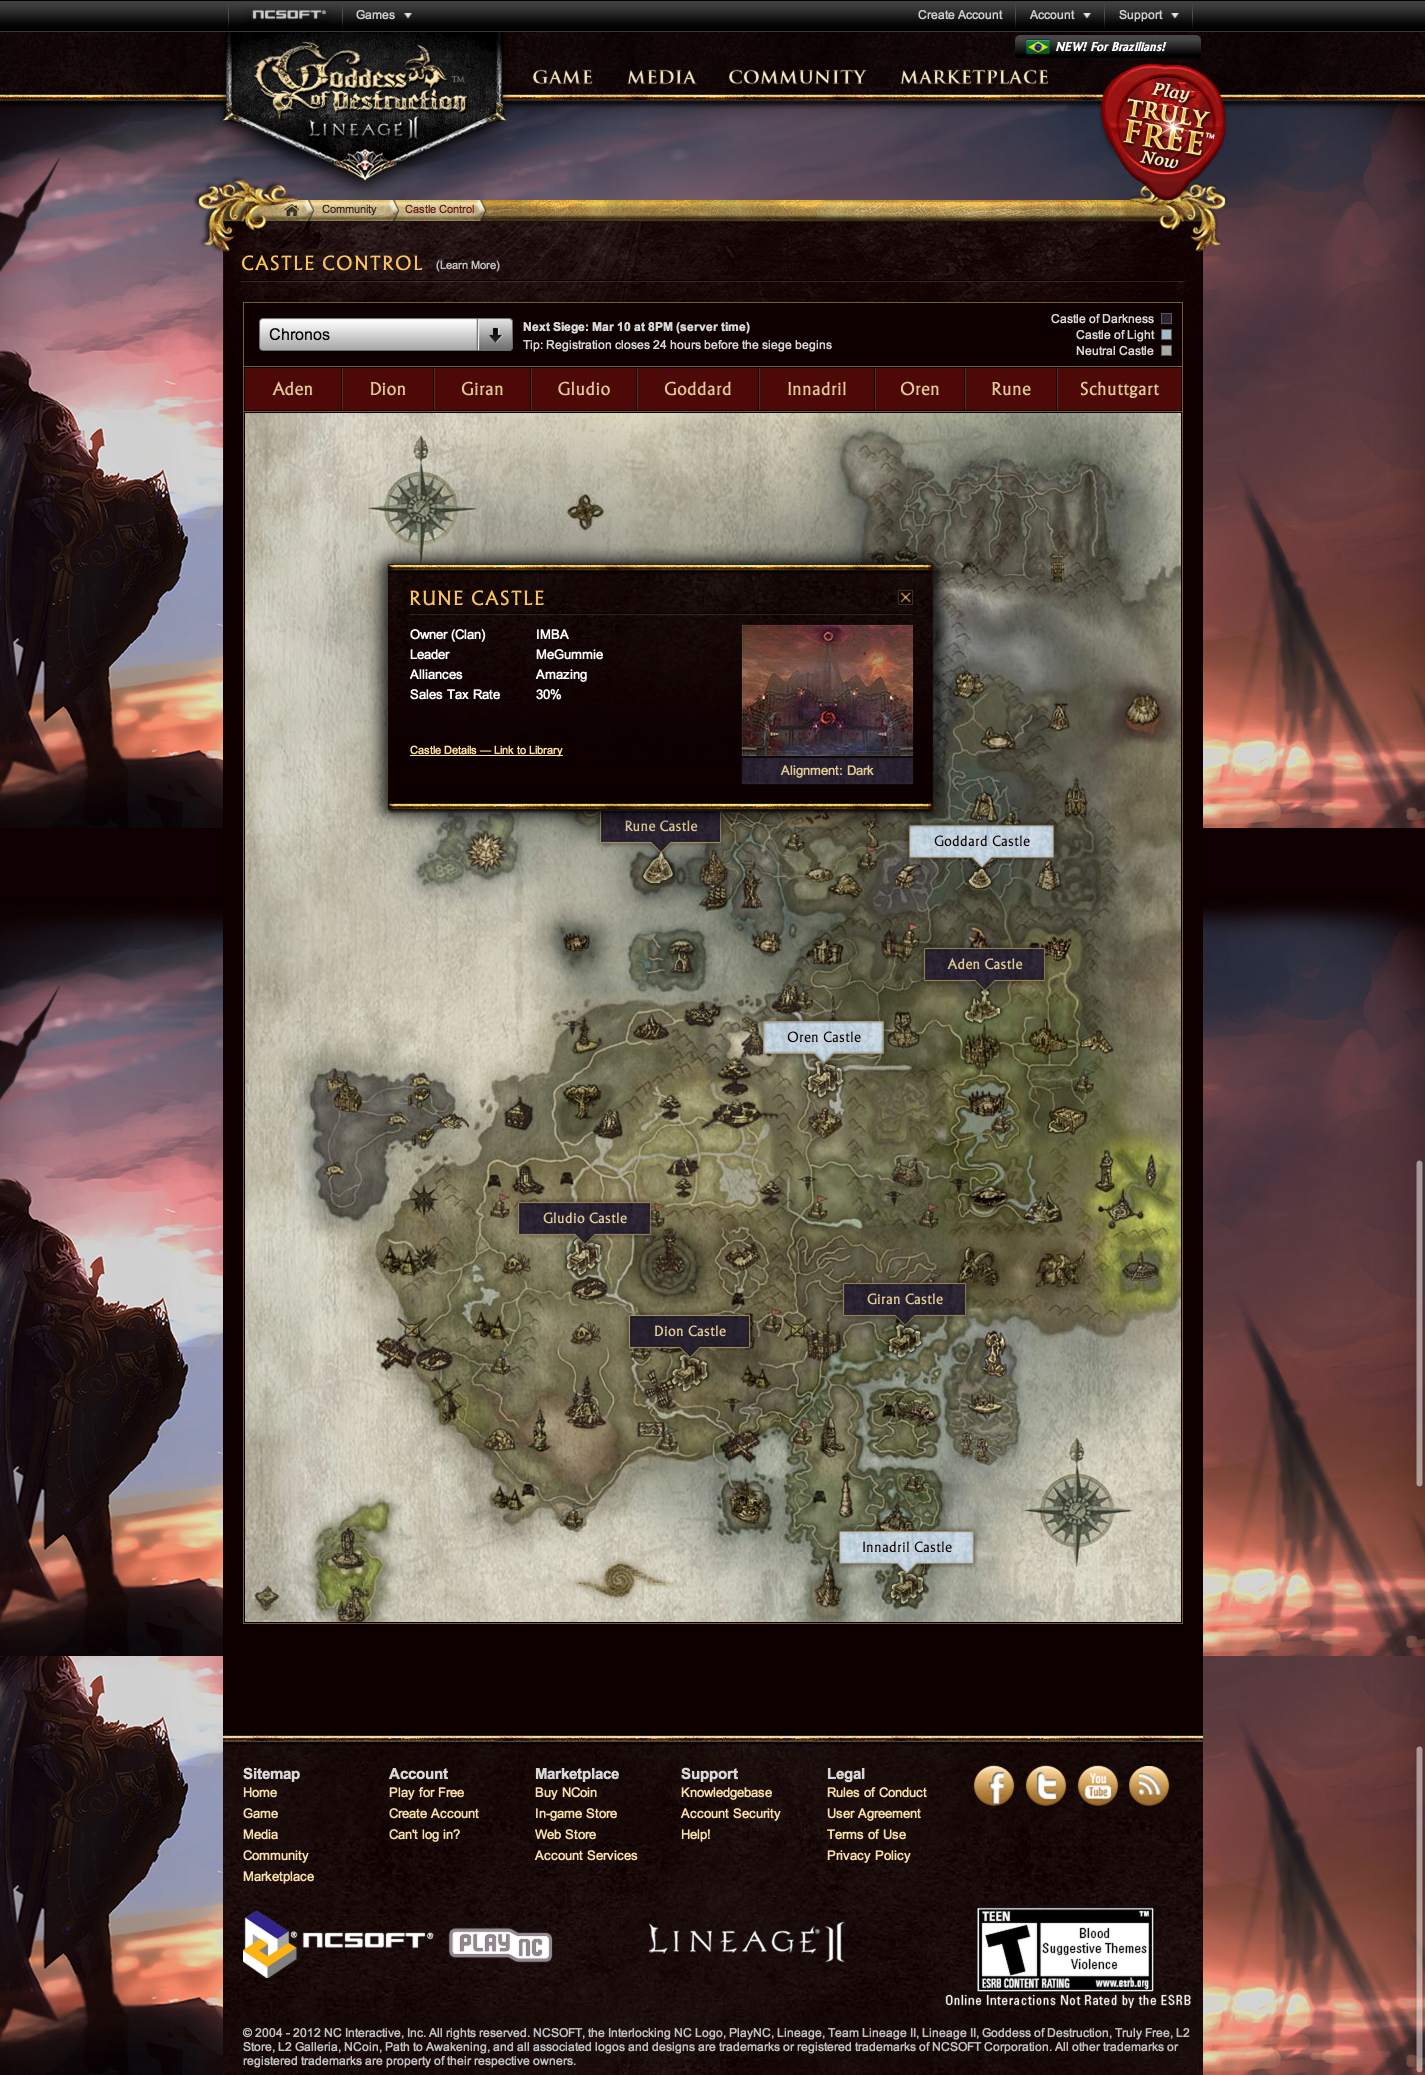 NCSOFT®
Games
Create Account
Account
Support
NEW! For Brazilians!
Goddess
of Destruction™
LINEAGE II
GAME
MEDIA
COMMUNITY
MARKETPLACE
Play
TRULY
FREE™
Now
Community
Castle Control
CASTLE CONTROL (Learn More)
Chronos
Next Siege: Mar 10 at 8PM (server time)
Tip: Registration closes 24 hours before the siege begins
Castle of Darkness
Castle of Light
Neutral Castle
Aden
Dion
Giran
Gludio
Goddard
Innadril
Oren
Rune
Schuttgart
RUNE CASTLE
Owner (Clan) IMBA
Leader MeGummie
Alliances Amazing
Sales Tax Rate 30%
Castle Details — Link to Library
Alignment: Dark
Rune Castle
Goddard Castle
Aden Castle
Oren Castle
Gludio Castle
Giran Castle
Dion Castle
Innadril Castle
Sitemap
Home
Game
Media
Community
Marketplace
Account
Play for Free
Create Account
Can't log in?
Marketplace
Buy NCoin
In-game Store
Web Store
Account Services
Support
Knowledgebase
Account Security
Help!
Legal
Rules of Conduct
User Agreement
Terms of Use
Privacy Policy
You
Tube
NCSOFT®
PLAY NC
LINEAGE® II
TEEN ™
T
Blood
Suggestive Themes
Violence
ESRB CONTENT RATING www.esrb.org
Online Interactions Not Rated by the ESRB
© 2004 - 2012 NC Interactive, Inc. All rights reserved. NCSOFT, the Interlocking NC Logo, PlayNC, Lineage, Team Lineage II, Lineage II, Goddess of Destruction, Truly Free, L2
Store, L2 Galleria, NCoin, Path to Awakening, and all associated logos and designs are trademarks or registered trademarks of NCSOFT Corporation. All other trademarks or
registered trademarks are property of their respective owners.